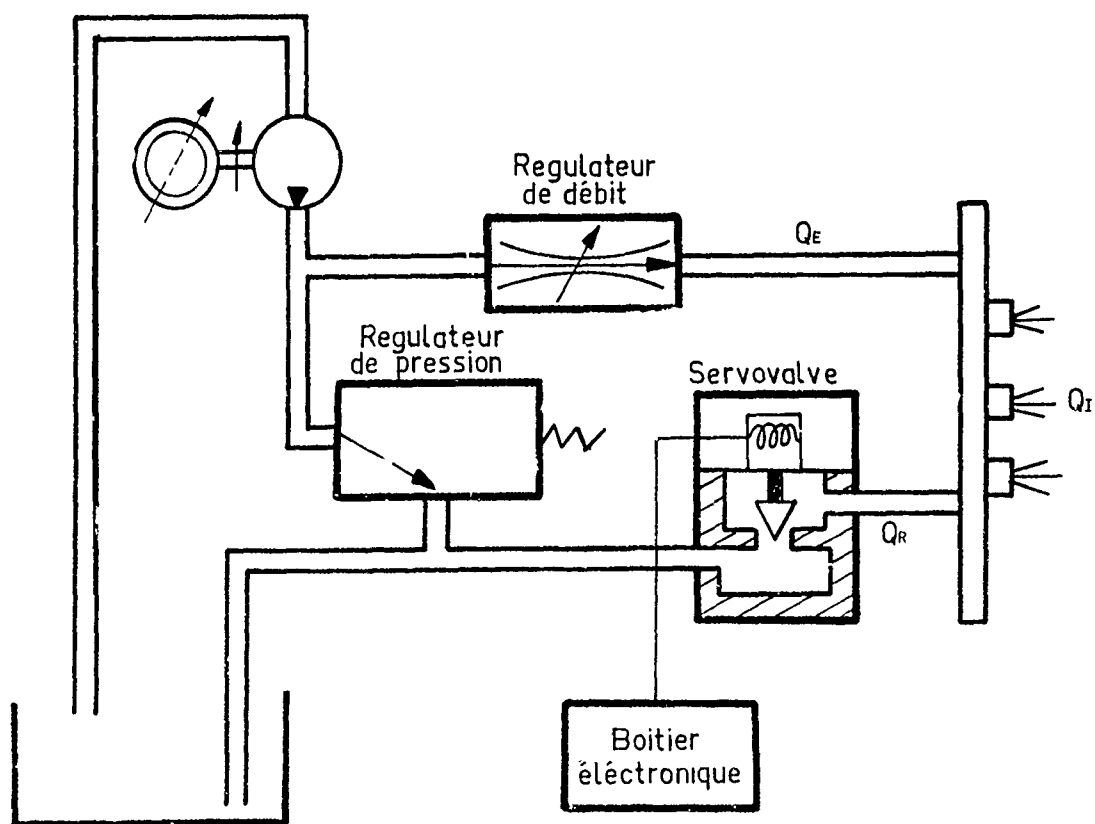 Regulateur
de débit
QE
Regulateur
de pression
Servovalve
QI
QR
Boitier
éléctronique